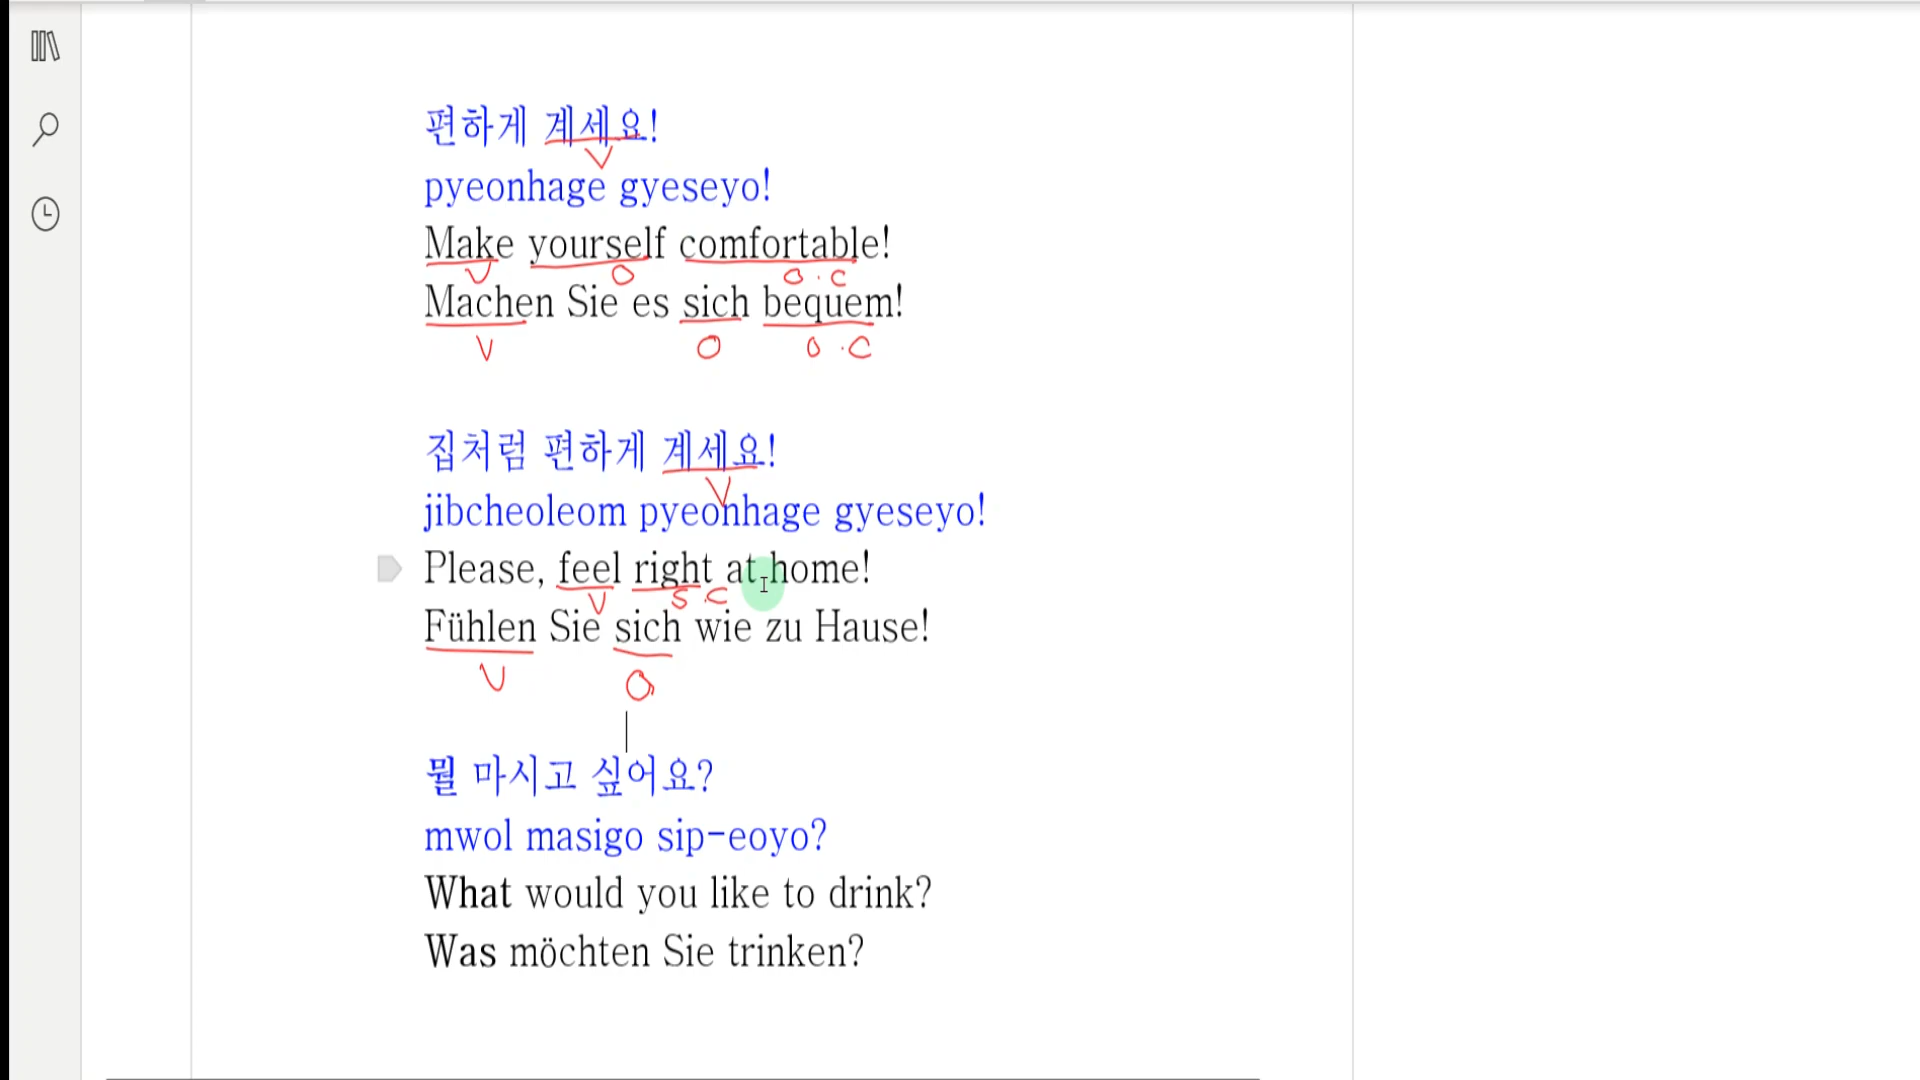 편하게 계세요!
V
pyeonhage gyeseyo!
Make yourself comfortable!
V O O.C
Machen Sie es sich bequem!
V O O.C
집처럼 편하게 계세요!
V
jibcheoleom pyeonhage gyeseyo!
Please, feel right at home!
V S.C
Fühlen Sie sich wie zu Hause!
V O
뭘 마시고 싶어요?
mwol masigo sip-eoyo?
What would you like to drink?
Was möchten Sie trinken?